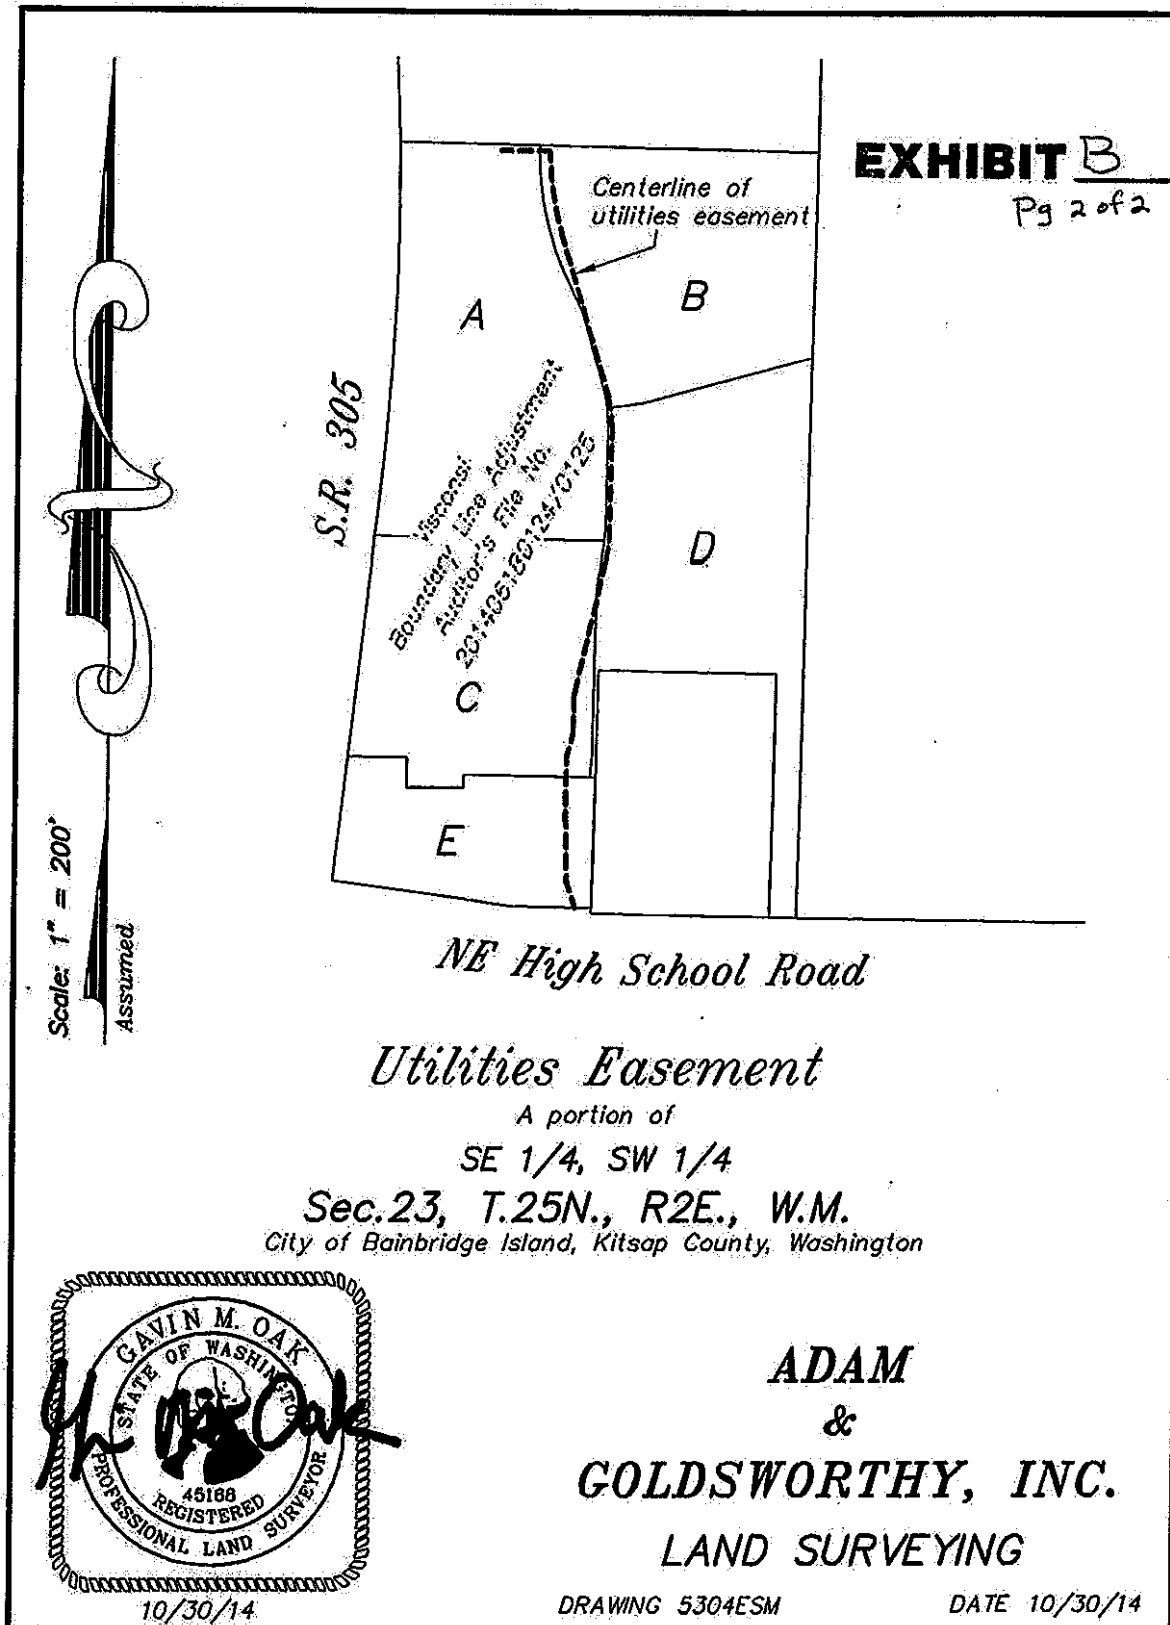 EXHIBIT B
Pg 2 of 2
Centerline of
utilities easement
A
B
S.R. 305
Visconsi
Boundary Line Adjustment
Auditor's File No.
D
C
E
Scale: 1" = 200'
Assumed
NE High School Road
Utilities Easement
A portion of
SE 1/4, SW 1/4
Sec.23, T.25N., R2E., W.M.
City of Bainbridge Island, Kitsap County, Washington
GAVIN M. OAK
STATE OF WASHINGTON
45168
REGISTERED
PROFESSIONAL LAND SURVEYOR
10/30/14
ADAM
&
GOLDSWORTHY, INC.
LAND SURVEYING
DRAWING 5304ESM
DATE 10/30/14